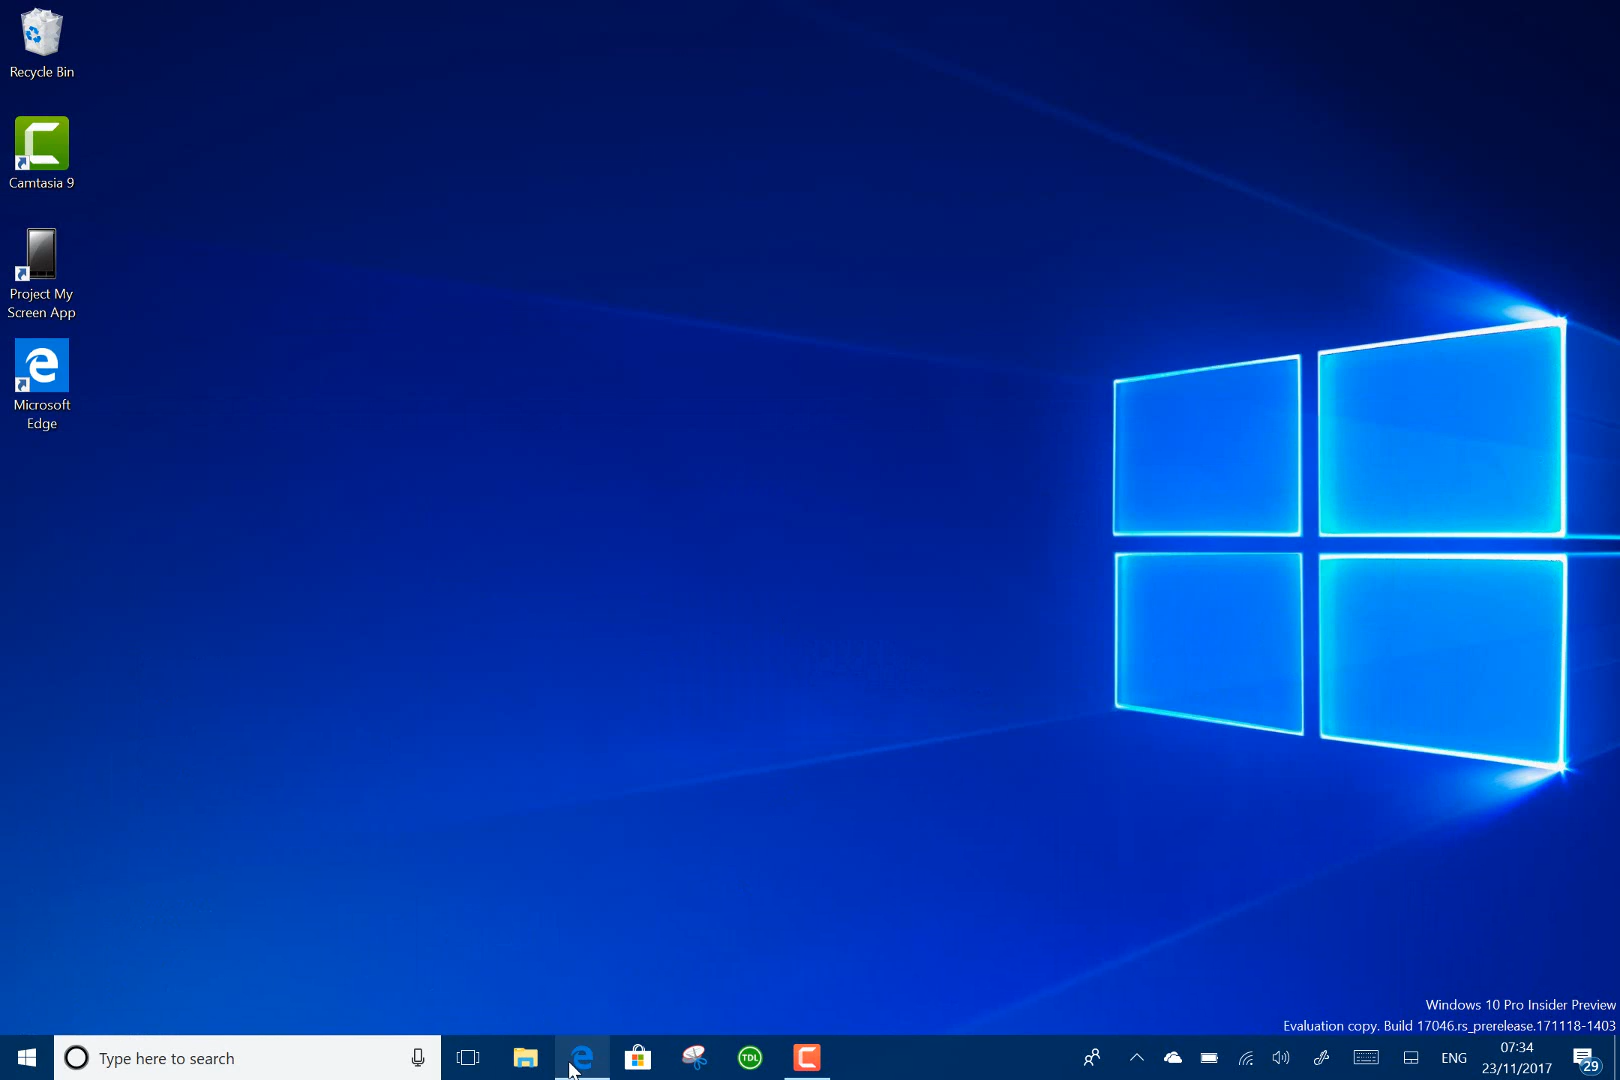 Recycle Bin
Camtasia 9
Project My
Screen App
Microsoft
Edge
Windows 10 Pro Insider Preview
Evaluation copy. Build 17046.rs_prerelease.171118-1403
Type here to search
TDL
ENG
07:34
23/11/2017
29